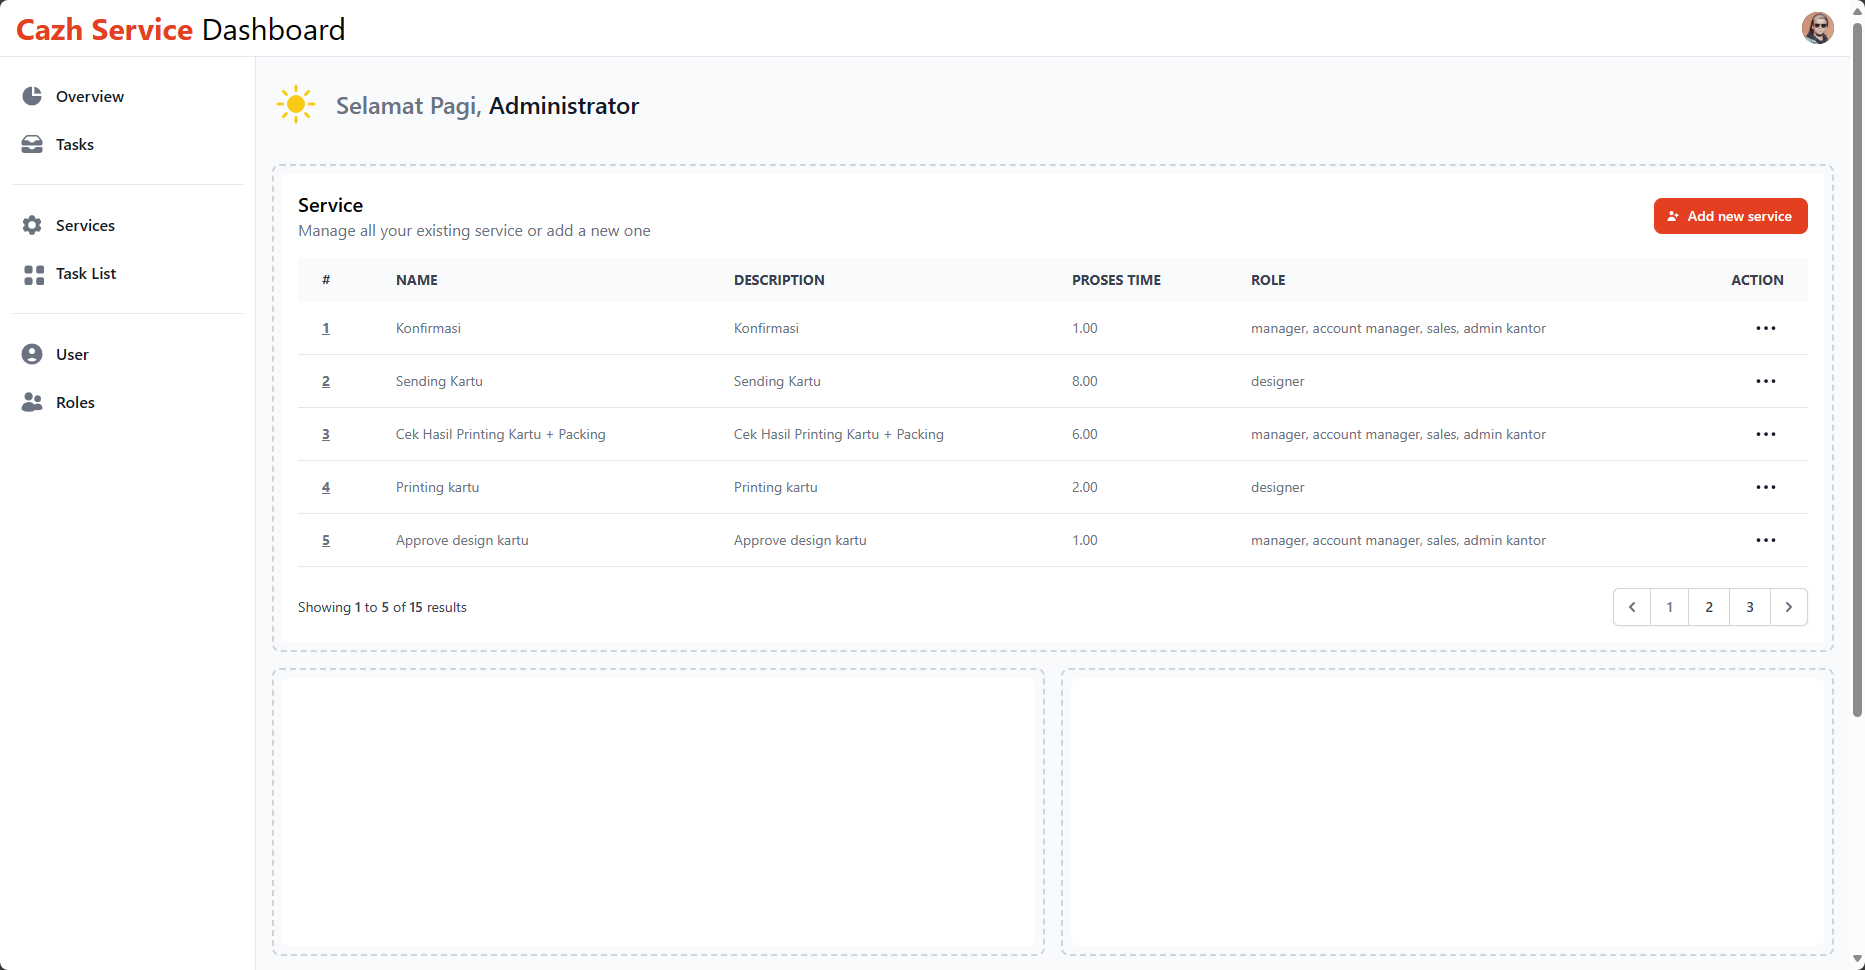 Cazh Service Dashboard
Overview
Tasks
Services
Task List
User
Roles
Selamat Pagi, Administrator
Service
Manage all your existing service or add a new one
Add new service
# NAME DESCRIPTION PROSES TIME ROLE ACTION
1 Konfirmasi Konfirmasi 1.00 manager, account manager, sales, admin kantor
2 Sending Kartu Sending Kartu 8.00 designer
3 Cek Hasil Printing Kartu + Packing Cek Hasil Printing Kartu + Packing 6.00 manager, account manager, sales, admin kantor
4 Printing kartu Printing kartu 2.00 designer
5 Approve design kartu Approve design kartu 1.00 manager, account manager, sales, admin kantor
Showing 1 to 5 of 15 results
1 2 3